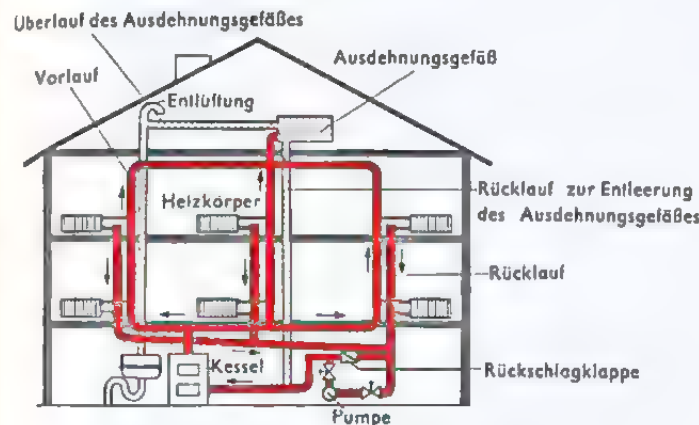 Überlauf des Ausdehnungsgefäßes
Ausdehnungsgefäß
Vorlauf
Entlüftung
Heizkörper
Rücklauf zur Entleerung
des Ausdehnungsgefäßes
Rücklauf
Kessel
Rückschlagklappe
Pumpe